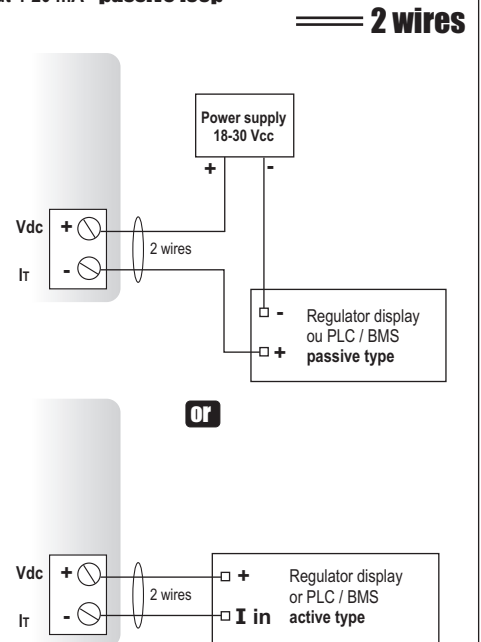 4-20 mA passive loop
2 wires
Power supply
18-30 Vcc
+ -
Vdc + 
2 wires
IT -
- Regulator display
ou PLC / BMS
+ passive type
or
Vdc +
2 wires
IT -
+ Regulator display
or PLC / BMS
I in active type